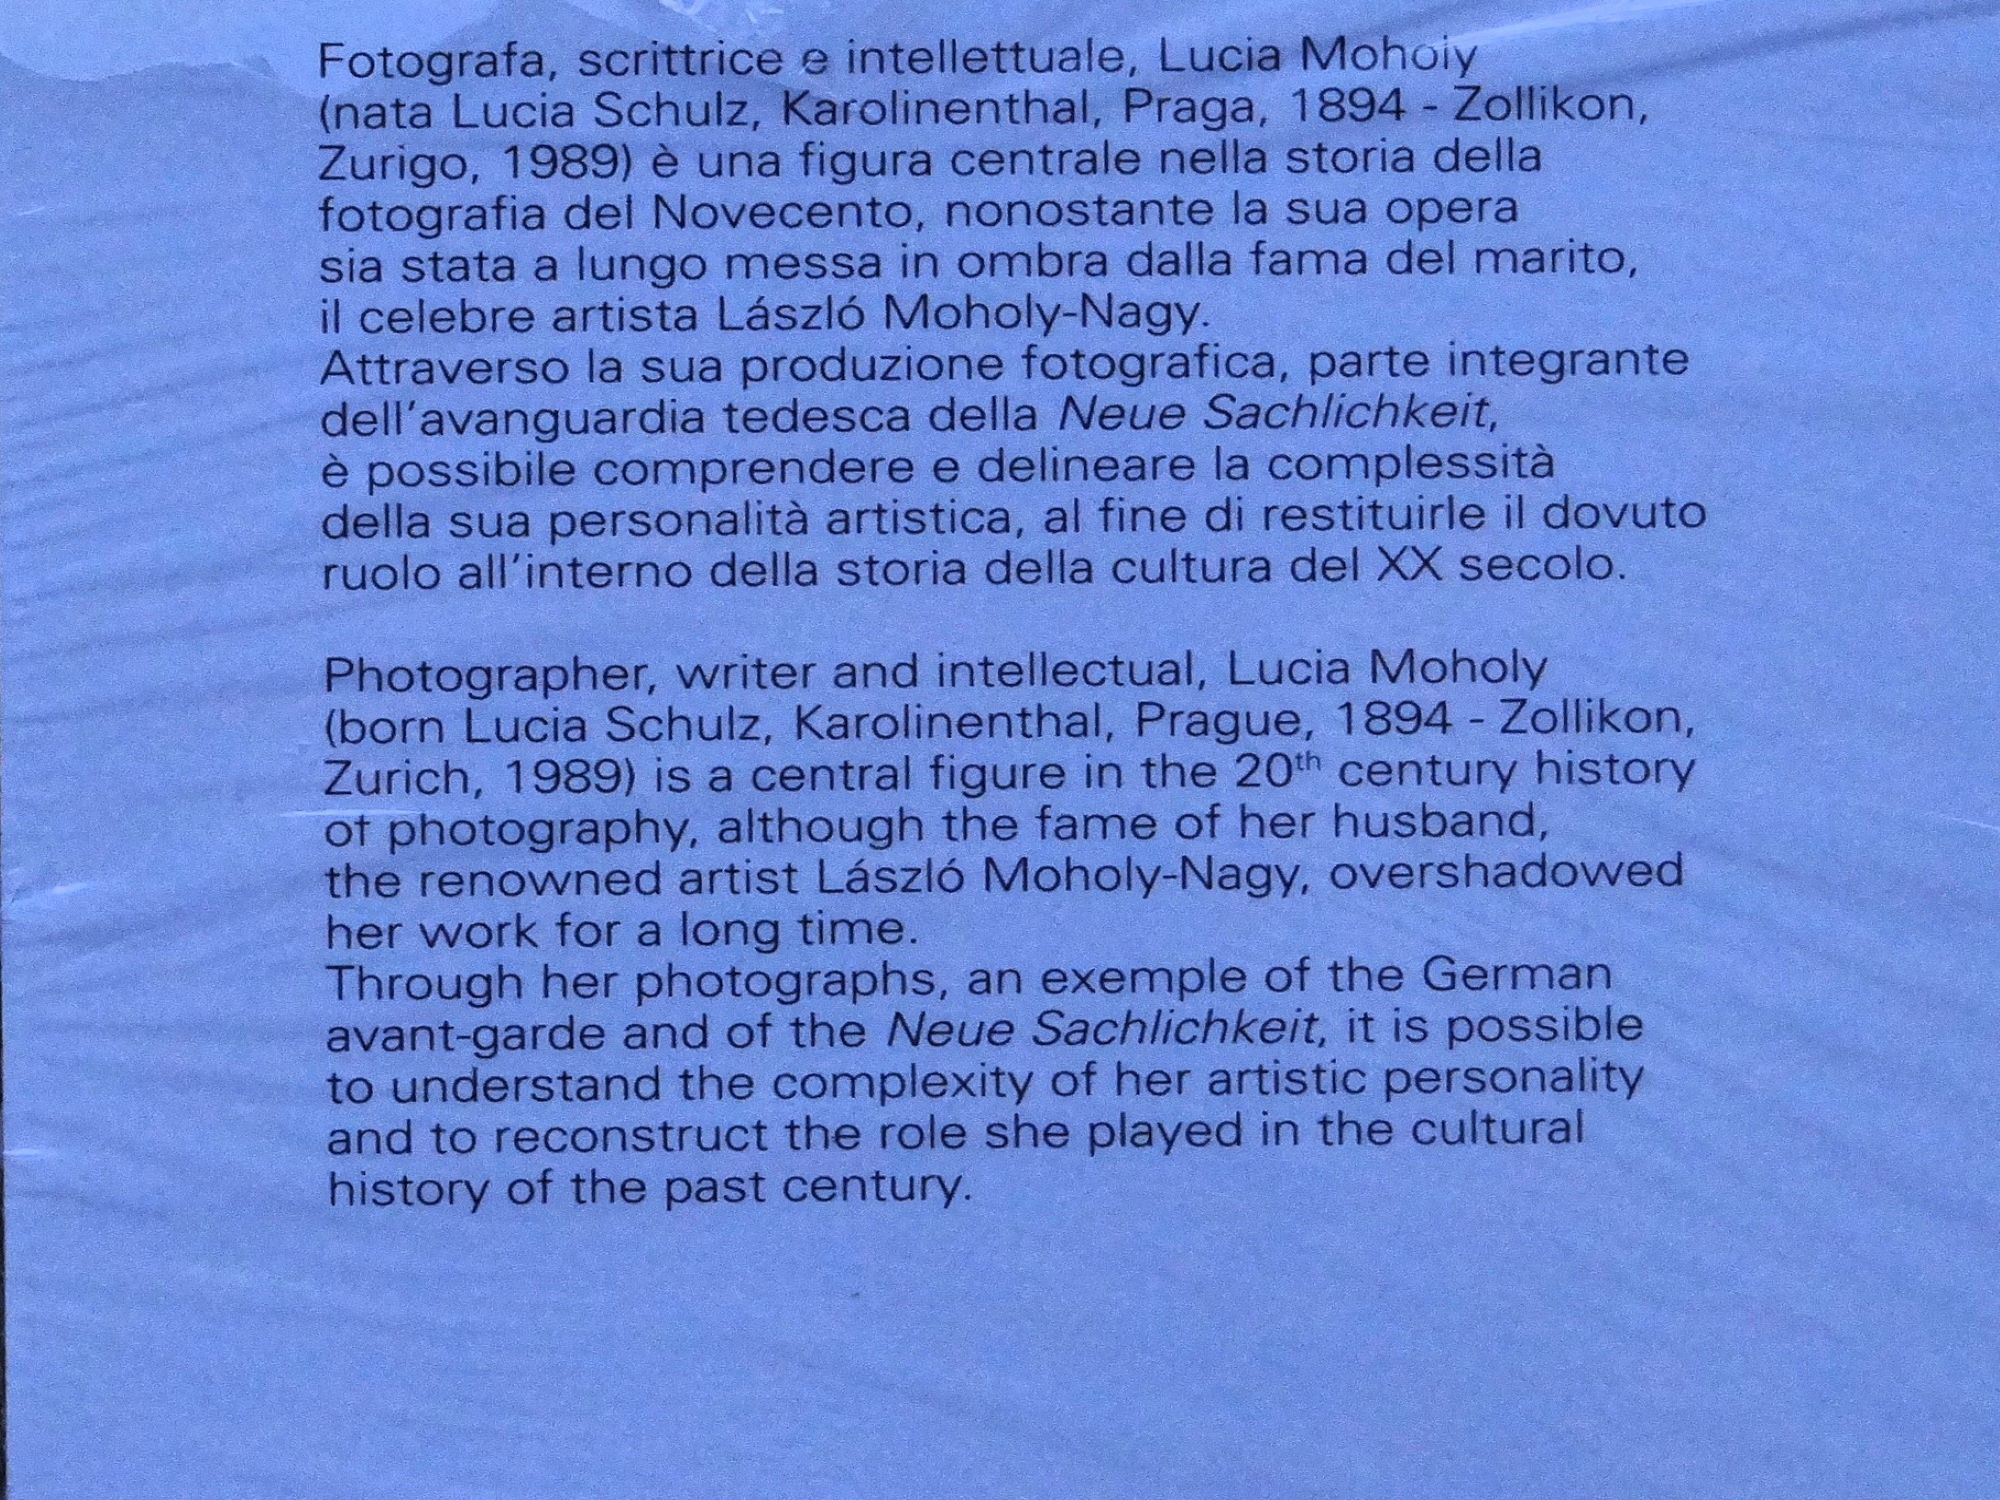 Fotografa, scrittrice e intellettuale, Lucia Moholy
(nata Lucia Schulz, Karolinenthal, Praga, 1894 - Zollikon,
Zurigo, 1989) è una figura centrale nella storia della
fotografia del Novecento, nonostante la sua opera
sia stata a lungo messa in ombra dalla fama del marito,
il celebre artista László Moholy-Nagy.
Attraverso la sua produzione fotografica, parte integrante
dell'avanguardia tedesca della Neue Sachlichkeit,
è possibile comprendere e delineare la complessità
della sua personalità artistica, al fine di restituirle il dovuto
ruolo all'interno della storia della cultura del XX secolo.
Photographer, writer and intellectual, Lucia Moholy
(born Lucia Schulz, Karolinenthal, Prague, 1894 - Zollikon,
Zurich, 1989) is a central figure in the 20th century history
of photography, although the fame of her husband,
the renowned artist László Moholy-Nagy, overshadowed
her work for a long time.
Through her photographs, an exemple of the German
avant-garde and of the Neue Sachlichkeit, it is possible
to understand the complexity of her artistic personality
and to reconstruct the role she played in the cultural
history of the past century.